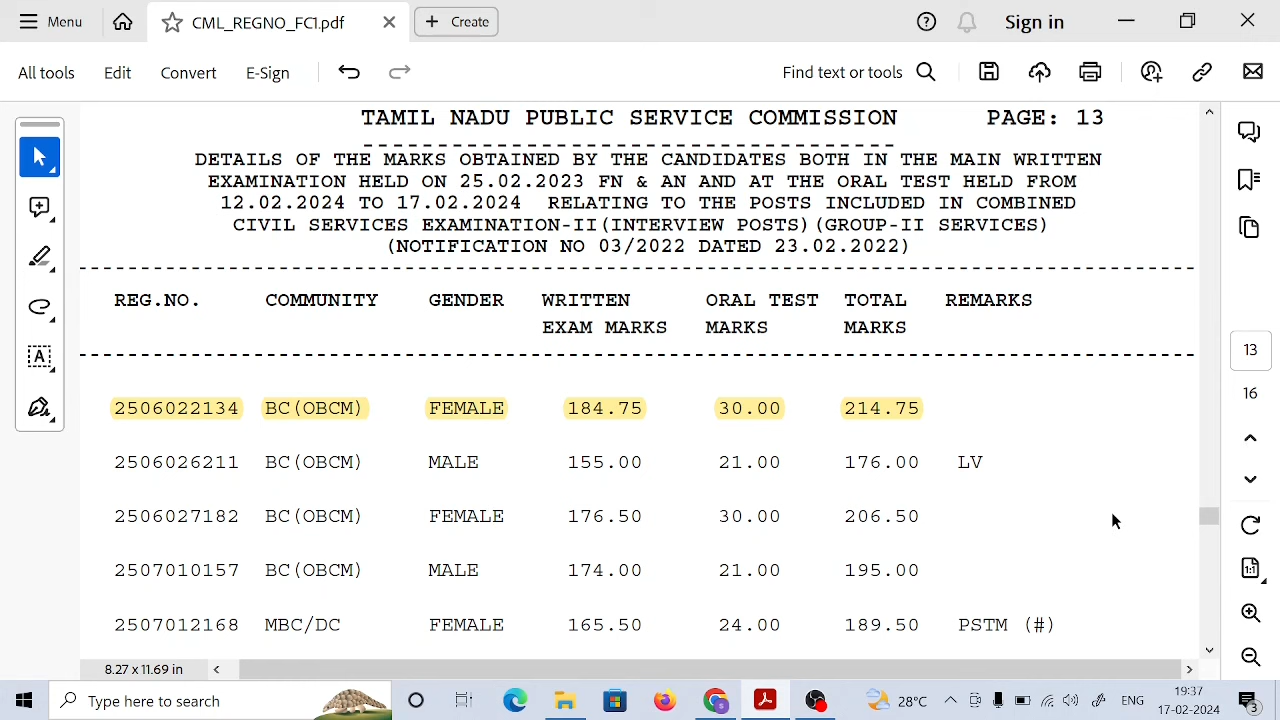 Menu
CML_REGNO_FC1.pdf
Create
Sign in
All tools Edit Convert E-Sign Find text or tools
TAMIL NADU PUBLIC SERVICE COMMISSION PAGE: 13
DETAILS OF THE MARKS OBTAINED BY THE CANDIDATES BOTH IN THE MAIN WRITTEN
EXAMINATION HELD ON 25.02.2023 FN & AN AND AT THE ORAL TEST HELD FROM
12.02.2024 TO 17.02.2024 RELATING TO THE POSTS INCLUDED IN COMBINED
CIVIL SERVICES EXAMINATION-II(INTERVIEW POSTS)(GROUP-II SERVICES)
(NOTIFICATION NO 03/2022 DATED 23.02.2022)
REG.NO. COMMUNITY GENDER WRITTEN ORAL TEST TOTAL REMARKS
EXAM MARKS MARKS MARKS
2506022134 BC(OBCM) FEMALE 184.75 30.00 214.75
2506026211 BC(OBCM) MALE 155.00 21.00 176.00 LV
2506027182 BC(OBCM) FEMALE 176.50 30.00 206.50
2507010157 BC(OBCM) MALE 174.00 21.00 195.00
2507012168 MBC/DC FEMALE 165.50 24.00 189.50 PSTM (#)
13
16
1:1
8.27 x 11.69 in
Type here to search
28°C
ENG
19:37
17-02-2024
3